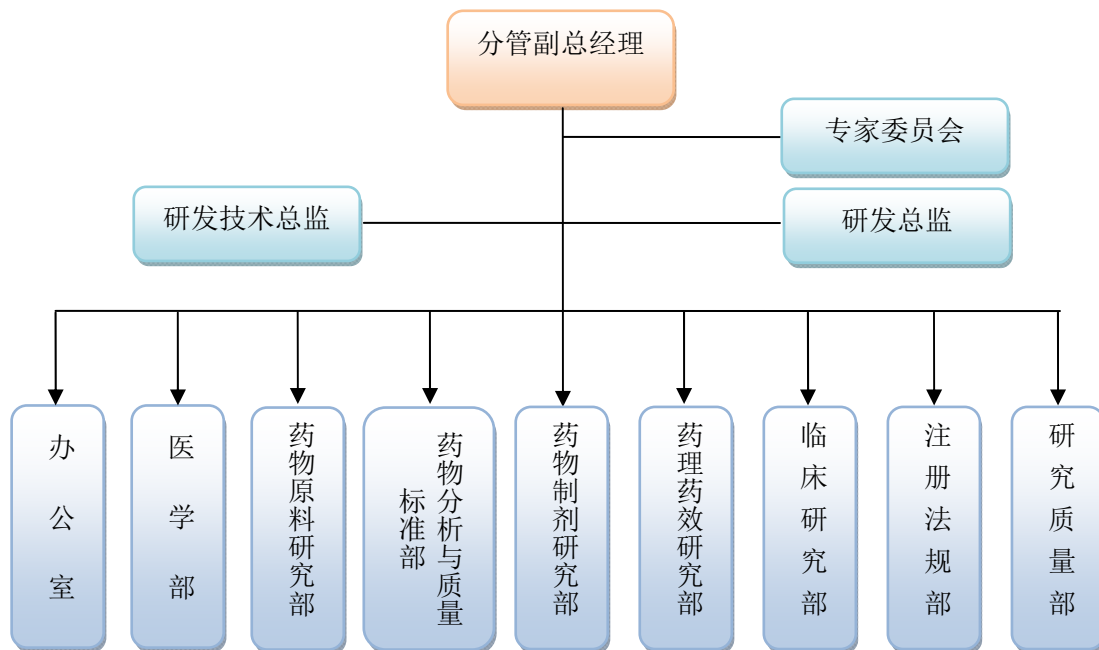 分管副总经理
专家委员会
研发技术总监
研发总监
办公室
医学部
药物原料研究部
药物分析与质量
标准部
药物制剂研究部
药理药效研究部
临床研究部
注册法规部
研究质量部